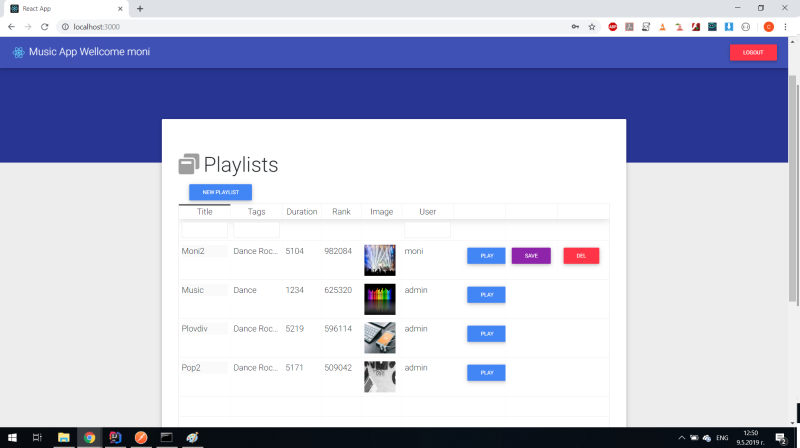 React App
localhost:3000
Music App Wellcome moni
LOGOUT
Playlists
NEW PLAYLIST
Title Tags Duration Rank Image User
Moni2 Dance Roc... 5104 982084 moni PLAY SAVE DEL
Music Dance 1234 625320 admin PLAY
Plovdiv Dance Roc... 5219 596114 admin PLAY
Pop2 Dance Roc... 5171 509042 admin PLAY
ENG
12:50
9.5.2019 г.